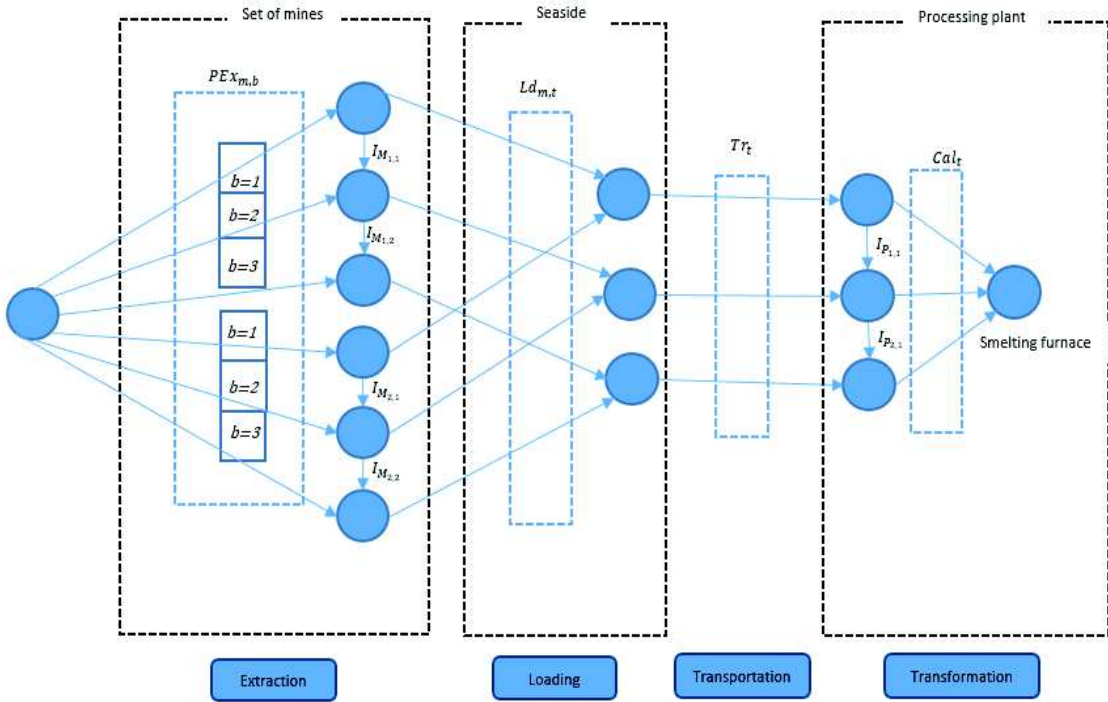 Set of mines
Seaside
Processing plant
PEx_{m,b}
Ld_{m,t}
Tr_t
Cal_t
I_{M_{1,1}}
b=1
b=2
I_{M_{1,2}}
b=3
I_{P_{1,1}}
b=1
I_{P_{2,1}}
Smelting furnace
b=2
I_{M_{2,1}}
b=3
I_{M_{2,2}}
Extraction
Loading
Transportation
Transformation